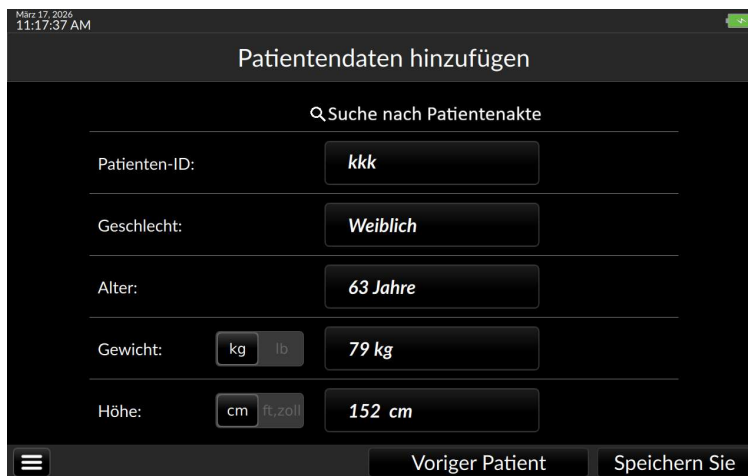 März 17, 2026
11:17:37 AM
Patientendaten hinzufügen
Suche nach Patientenakte
Patienten-ID: kkk
Geschlecht: Weiblich
Alter: 63 Jahre
Gewicht: kg lb 79 kg
Höhe: cm ft,zoll 152 cm
Voriger Patient Speichern Sie